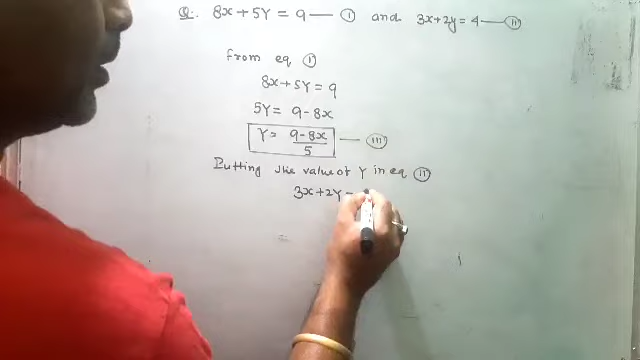 Q. 8x + 5Y = 9 — (I) and 3x + 2y = 4 — (II)
from eq (I)
8x + 5Y = 9
5Y = 9 - 8x
Y = (9 - 8x)/5 — (III)
Putting the value of Y in eq (II)
3x + 2Y =